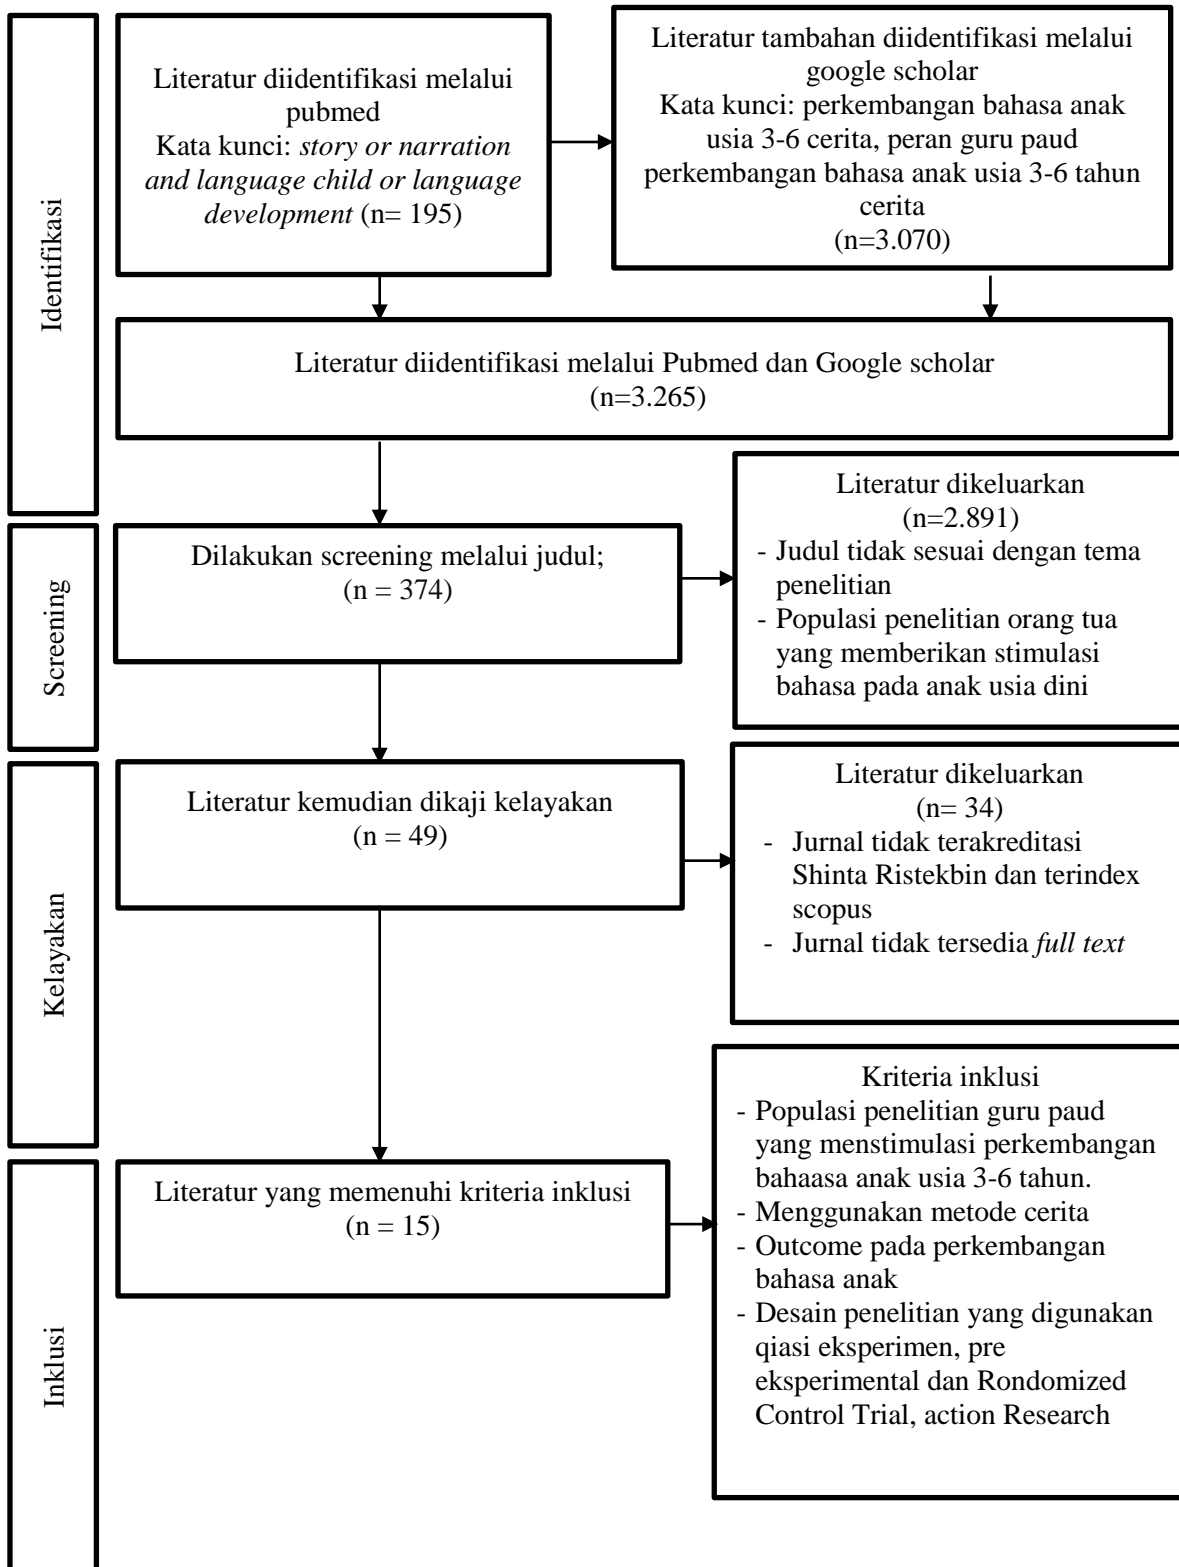 Identifikasi
Literatur diidentifikasi melalui
pubmed
Kata kunci: story or narration
and language child or language
development (n= 195)
Literatur tambahan diidentifikasi melalui
google scholar
Kata kunci: perkembangan bahasa anak
usia 3-6 cerita, peran guru paud
perkembangan bahasa anak usia 3-6 tahun
cerita
(n=3.070)
Literatur diidentifikasi melalui Pubmed dan Google scholar
(n=3.265)
Screening
Dilakukan screening melalui judul;
(n = 374)
Literatur dikeluarkan
(n=2.891)
- Judul tidak sesuai dengan tema
penelitian
- Populasi penelitian orang tua
yang memberikan stimulasi
bahasa pada anak usia dini
Kelayakan
Literatur kemudian dikaji kelayakan
(n = 49)
Literatur dikeluarkan
(n= 34)
- Jurnal tidak terakreditasi
Shinta Ristekbin dan terindex
scopus
- Jurnal tidak tersedia full text
Inklusi
Literatur yang memenuhi kriteria inklusi
(n = 15)
Kriteria inklusi
- Populasi penelitian guru paud
yang menstimulasi perkembangan
bahaasa anak usia 3-6 tahun.
- Menggunakan metode cerita
- Outcome pada perkembangan
bahasa anak
- Desain penelitian yang digunakan
qiasi eksperimen, pre
eksperimental dan Rondomized
Control Trial, action Research